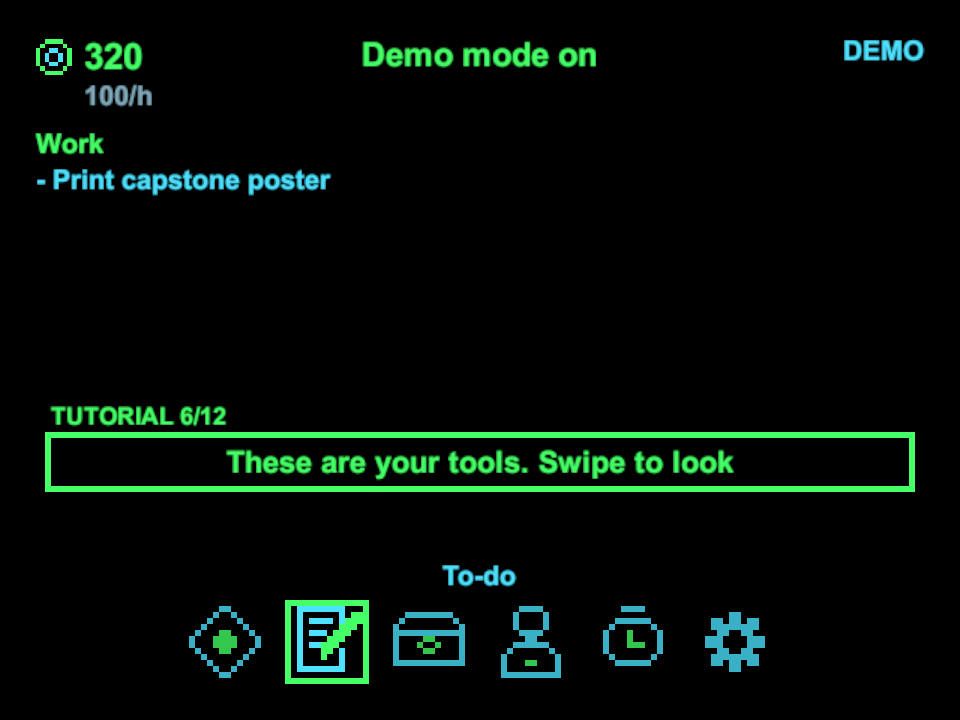 320
Demo mode on
DEMO
100/h
Work
- Print capstone poster
TUTORIAL 6/12
These are your tools. Swipe to look
To-do